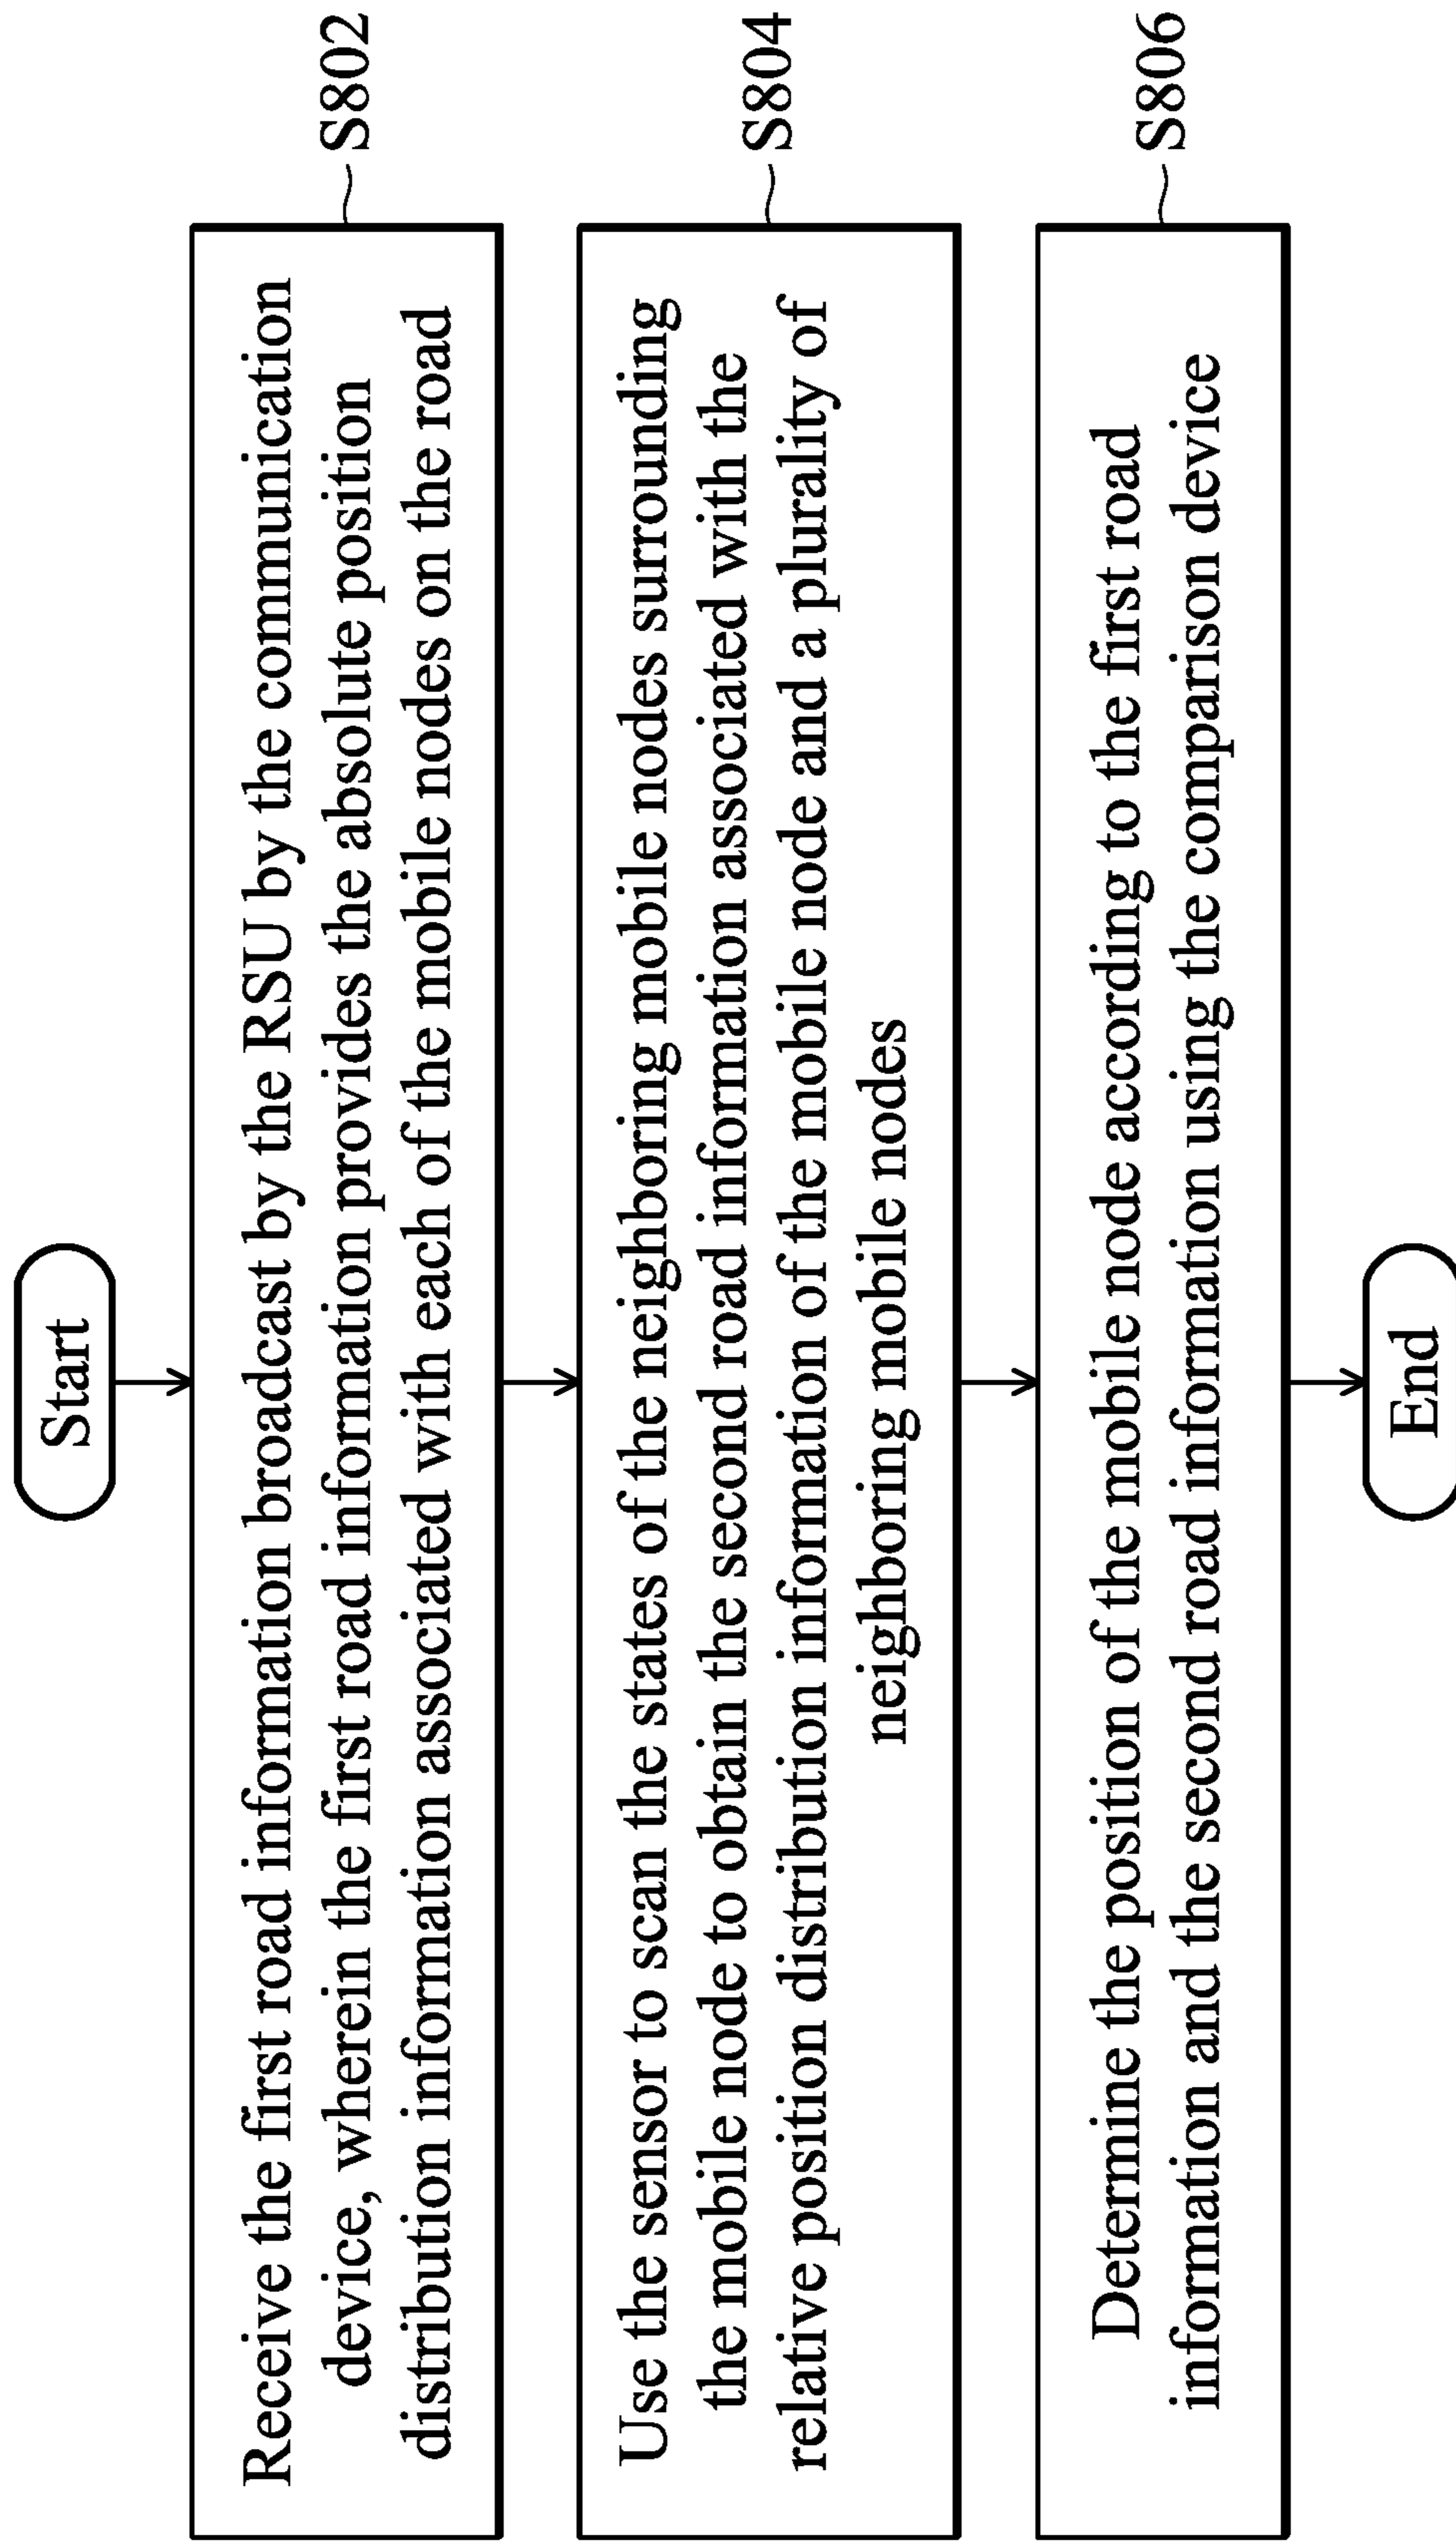 Start
Receive the first road information broadcast by the RSU by the communication
device, wherein the first road information provides the absolute position
distribution information associated with each of the mobile nodes on the road
S802
Use the sensor to scan the states of the neighboring mobile nodes surrounding
the mobile node to obtain the second road information associated with the
relative position distribution information of the mobile node and a plurality of
neighboring mobile nodes
S804
Determine the position of the mobile node according to the first road
information and the second road information using the comparison device
S806
End